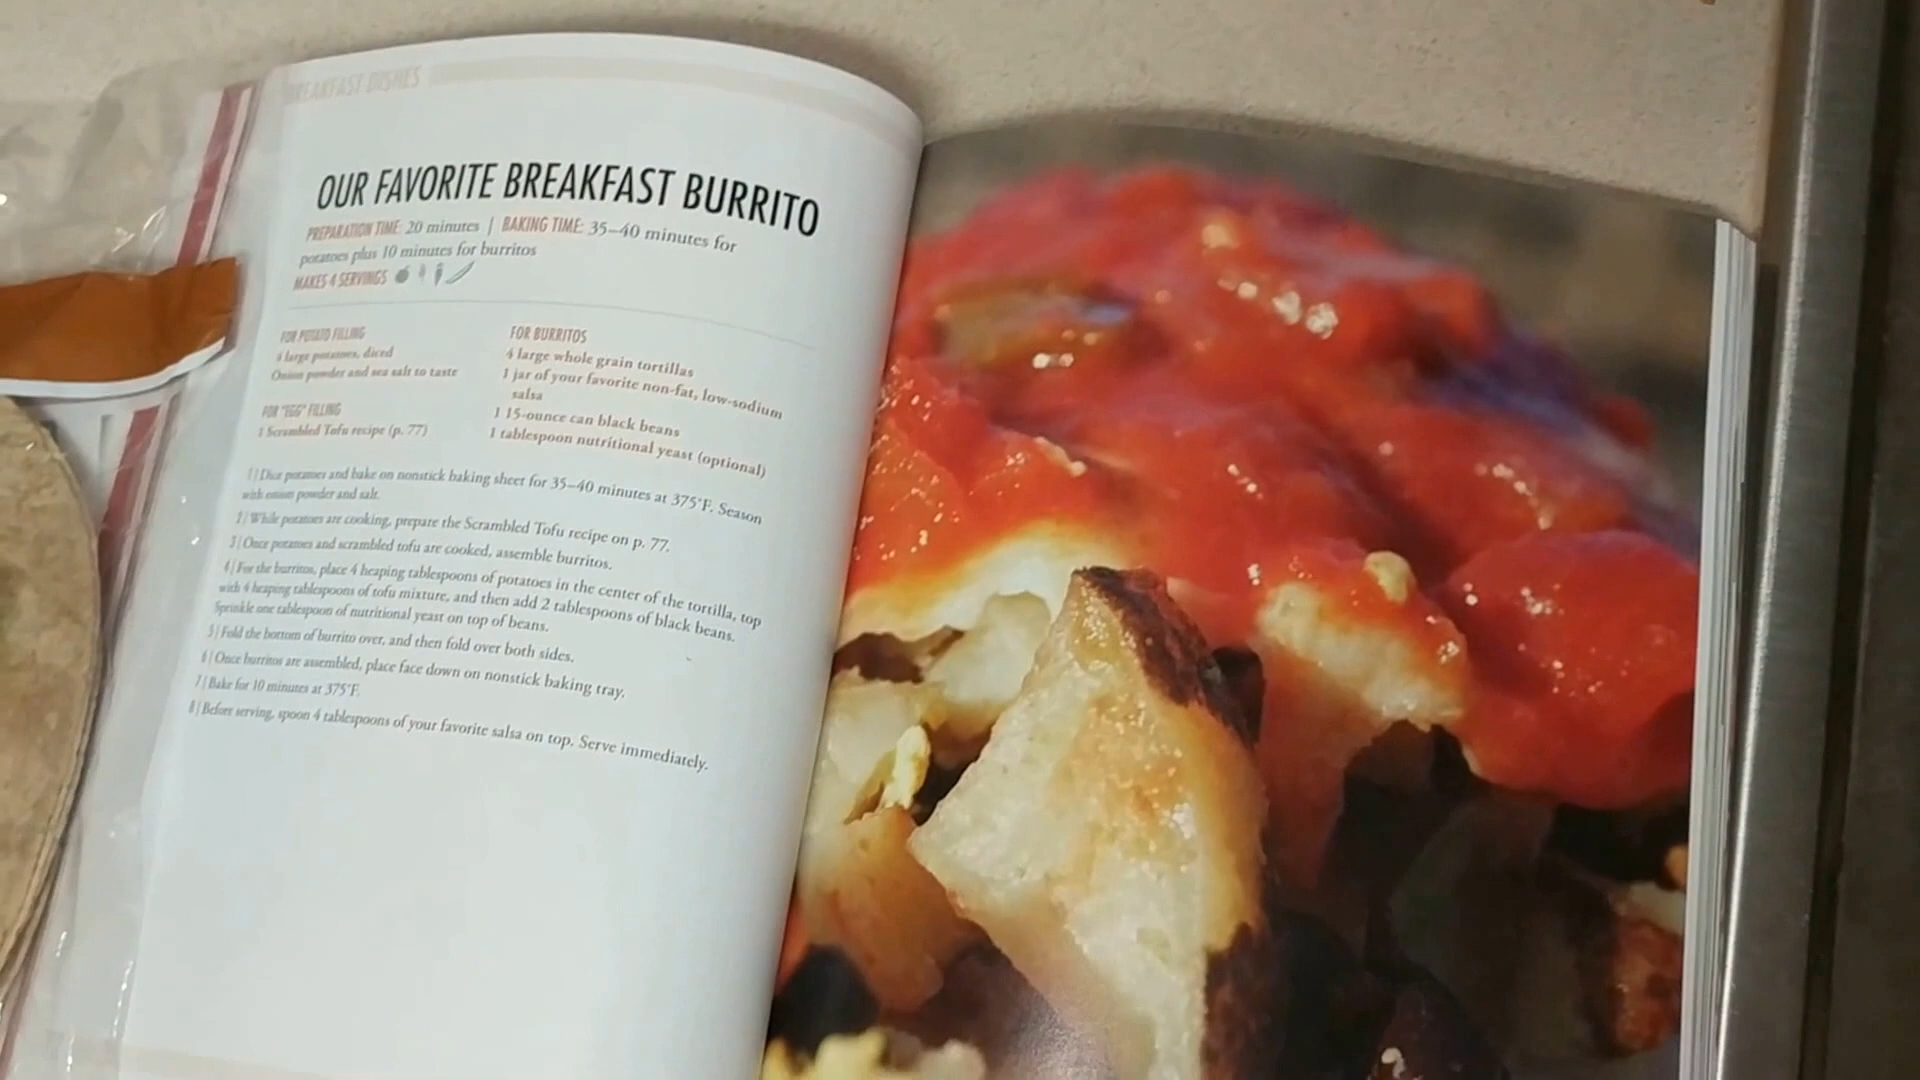 BREAKFAST DISHES
OUR FAVORITE BREAKFAST BURRITO
PREPARATION TIME: 20 minutes | BAKING TIME: 35–40 minutes for
potatoes plus 10 minutes for burritos
MAKES 4 SERVINGS
FOR POTATO FILLING
4 large potatoes, diced
Onion powder and sea salt to taste
FOR "EGG" FILLING
1 Scrambled Tofu recipe (p. 77)
FOR BURRITOS
4 large whole grain tortillas
1 jar of your favorite non-fat, low-sodium
salsa
1 15-ounce can black beans
1 tablespoon nutritional yeast (optional)
1 | Dice potatoes and bake on nonstick baking sheet for 35–40 minutes at 375°F. Season
with onion powder and salt.
2 | While potatoes are cooking, prepare the Scrambled Tofu recipe on p. 77.
3 | Once potatoes and scrambled tofu are cooked, assemble burritos.
4 | For the burritos, place 4 heaping tablespoons of potatoes in the center of the tortilla, top
with 4 heaping tablespoons of tofu mixture, and then add 2 tablespoons of black beans.
Sprinkle one tablespoon of nutritional yeast on top of beans.
5 | Fold the bottom of burrito over, and then fold over both sides.
6 | Once burritos are assembled, place face down on nonstick baking tray.
7 | Bake for 10 minutes at 375°F.
8 | Before serving, spoon 4 tablespoons of your favorite salsa on top. Serve immediately.